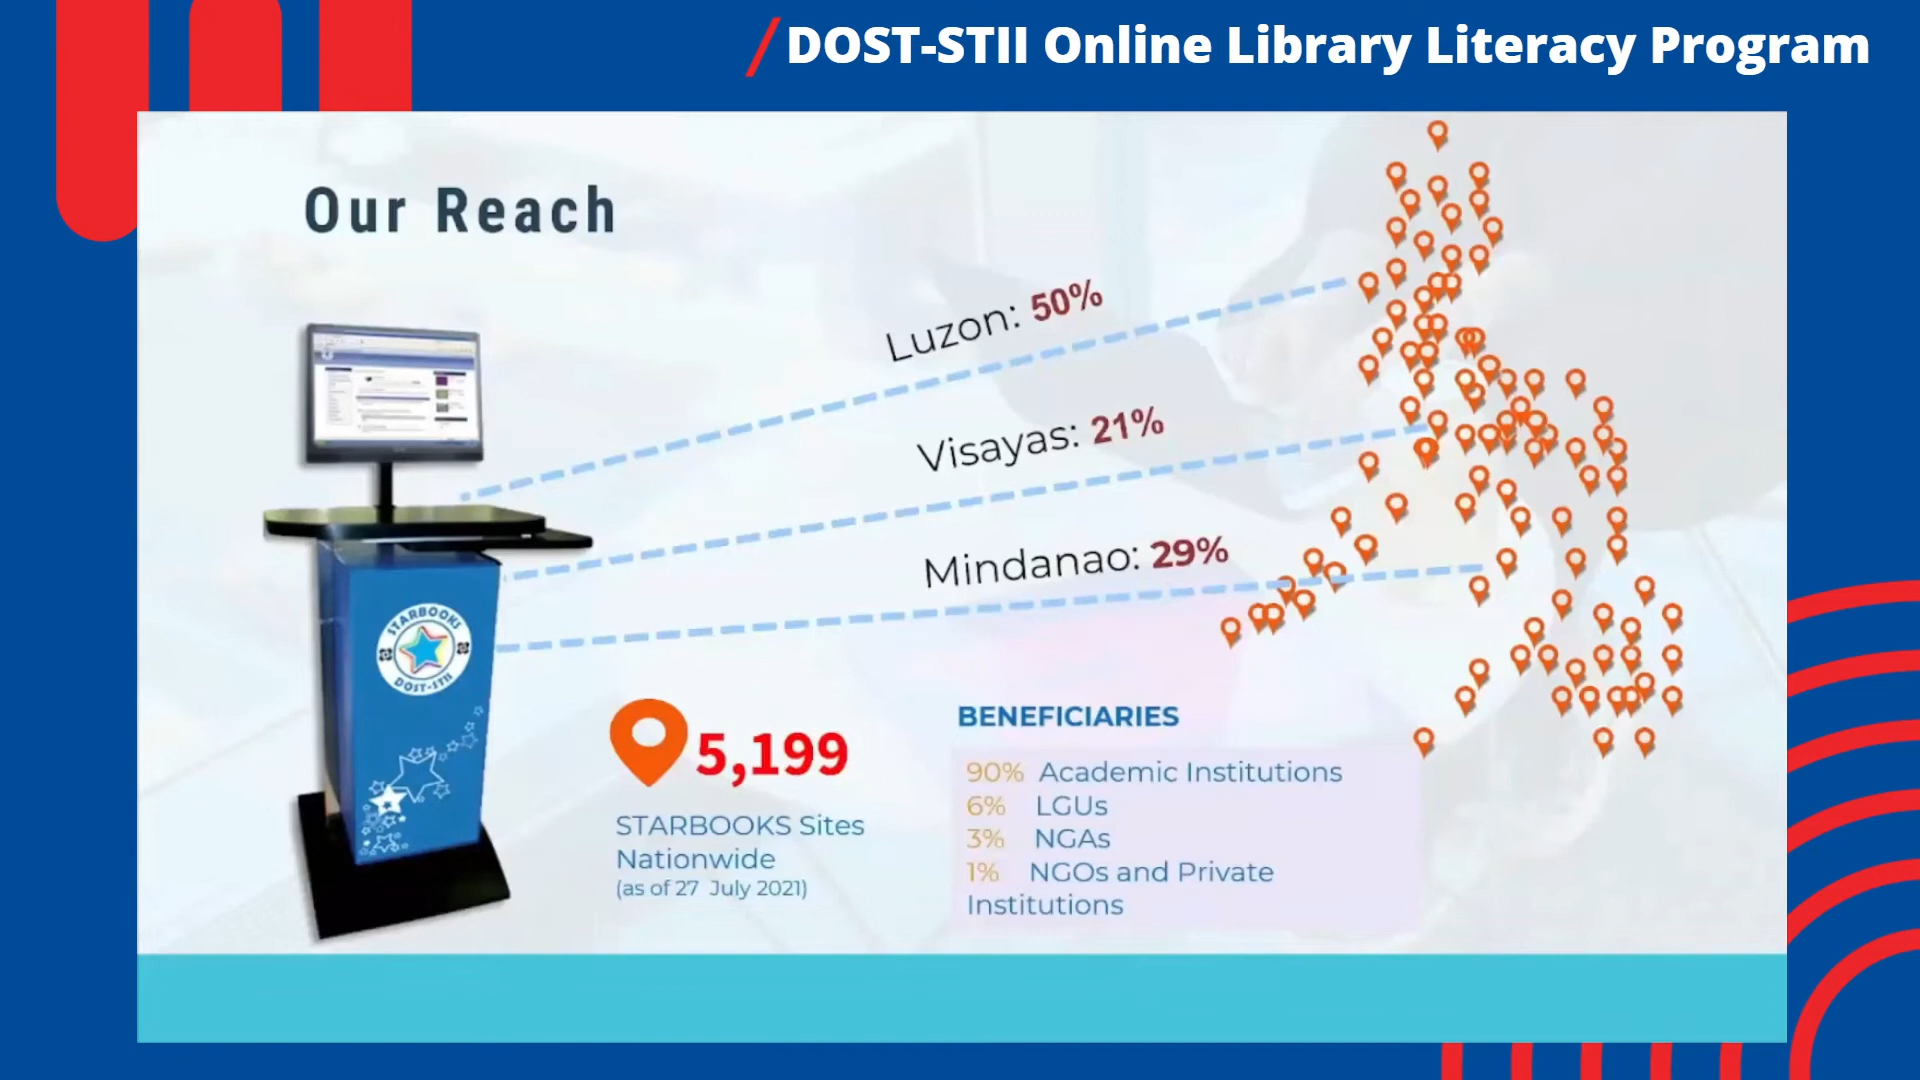 DOST-STII Online Library Literacy Program
Our Reach
Luzon: 50%
Visayas: 21%
Mindanao: 29%
STARBOOKS
DOST-STII
5,199
STARBOOKS Sites
Nationwide
(as of 27 July 2021)
BENEFICIARIES
90% Academic Institutions
6% LGUs
3% NGAs
1% NGOs and Private
Institutions